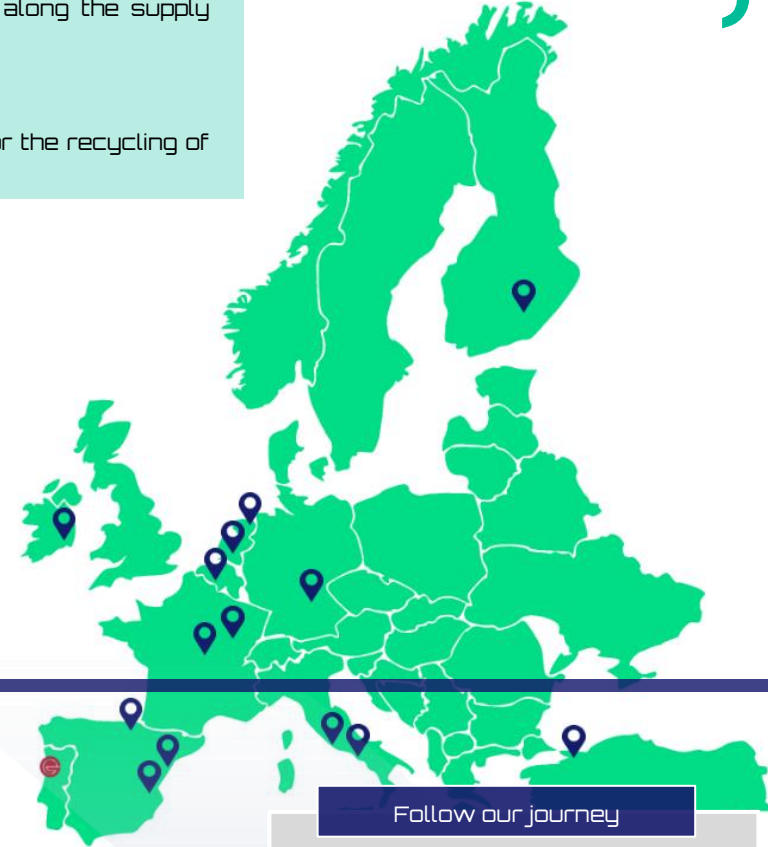 along the supply
r the recycling of
Follow our journey